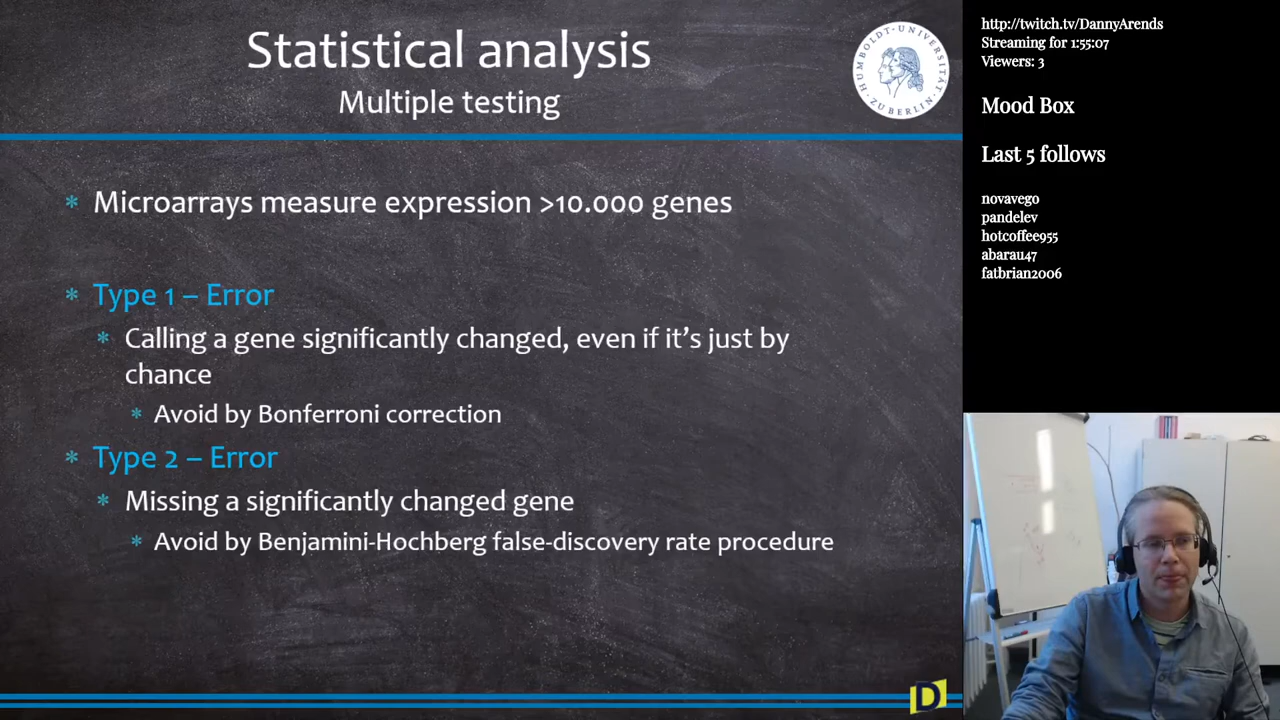 Statistical analysis
Multiple testing
HUMBOLDT-UNIVERSITÄT
ZU BERLIN
* Microarrays measure expression >10.000 genes
* Type 1 – Error
* Calling a gene significantly changed, even if it’s just by
chance
* Avoid by Bonferroni correction
* Type 2 – Error
* Missing a significantly changed gene
* Avoid by Benjamini-Hochberg false-discovery rate procedure
D
http://twitch.tv/DannyArends
Streaming for 1:55:07
Viewers: 3
Mood Box
Last 5 follows
novavego
pandelev
hotcoffee955
abarau47
fatbrian2006